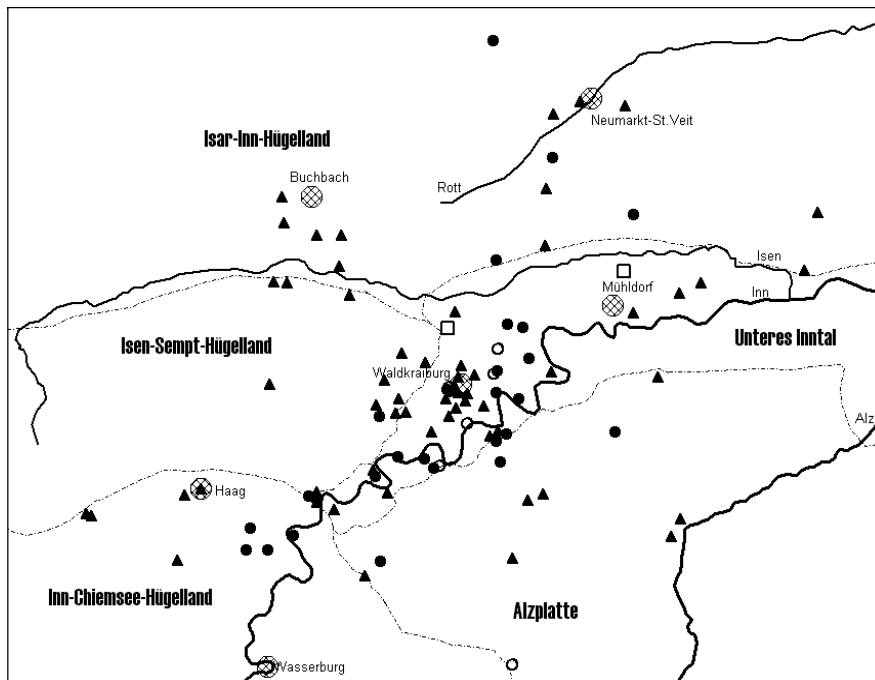 Neumarkt-St.Veit
Isar-Inn-Hügelland
Buchbach
Rott
Isen
Mühldorf
Inn
Isen-Sempt-Hügelland
Unteres Inntal
Waldkraiburg
Alz
Haag
Inn-Chiemsee-Hügelland
Alzplatte
Wasserburg